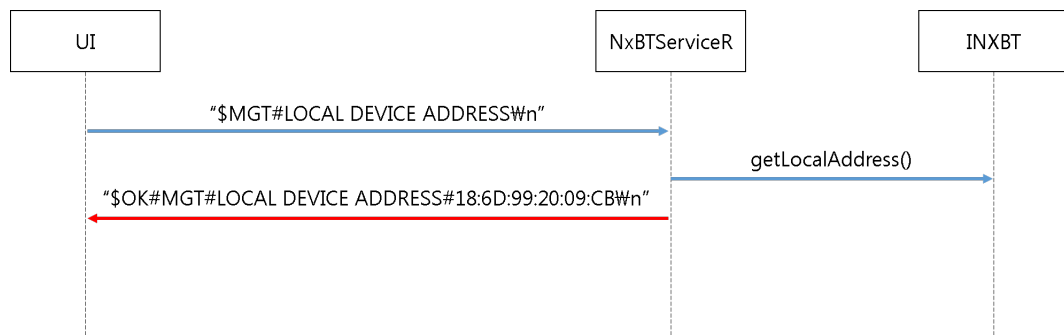 UI
NxBTServiceR
INXBT
“$MGT#LOCAL DEVICE ADDRESS₩n”
getLocalAddress()
“$OK#MGT#LOCAL DEVICE ADDRESS#18:6D:99:20:09:CB₩n”